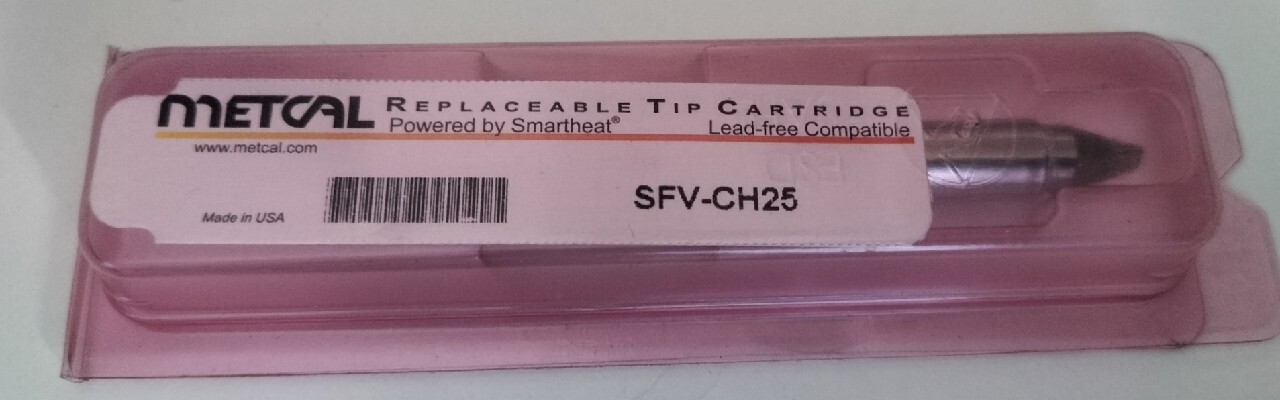 METCAL REPLACEABLE TIP CARTRIDGE
Powered by Smartheat® Lead-free Compatible
www.metcal.com
Made in USA
SFV-CH25